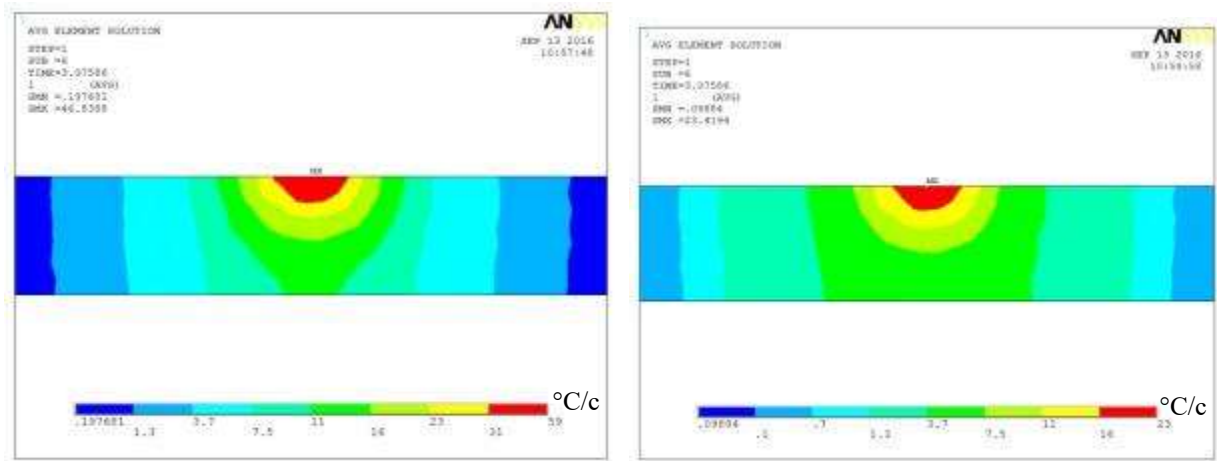 AVG ELEMENT SOLUTION
STEP=1
SUB =6
TIME=3.07586
1 (AVG)
SMN =.197681
SMX =46.8388
AN
SEP 13 2016
10:57:48
MX
.197681
1.3
3.7
7.5
11
16
23
31
39
°C/c
AVG ELEMENT SOLUTION
STEP=1
SUB =6
TIME=3.07586
1 (AVG)
SMN =.09884
SMX =23.4194
AN
SEP 13 2016
MX
.09884
.1
.7
1.3
3.7
7.5
11
16
23
°C/c